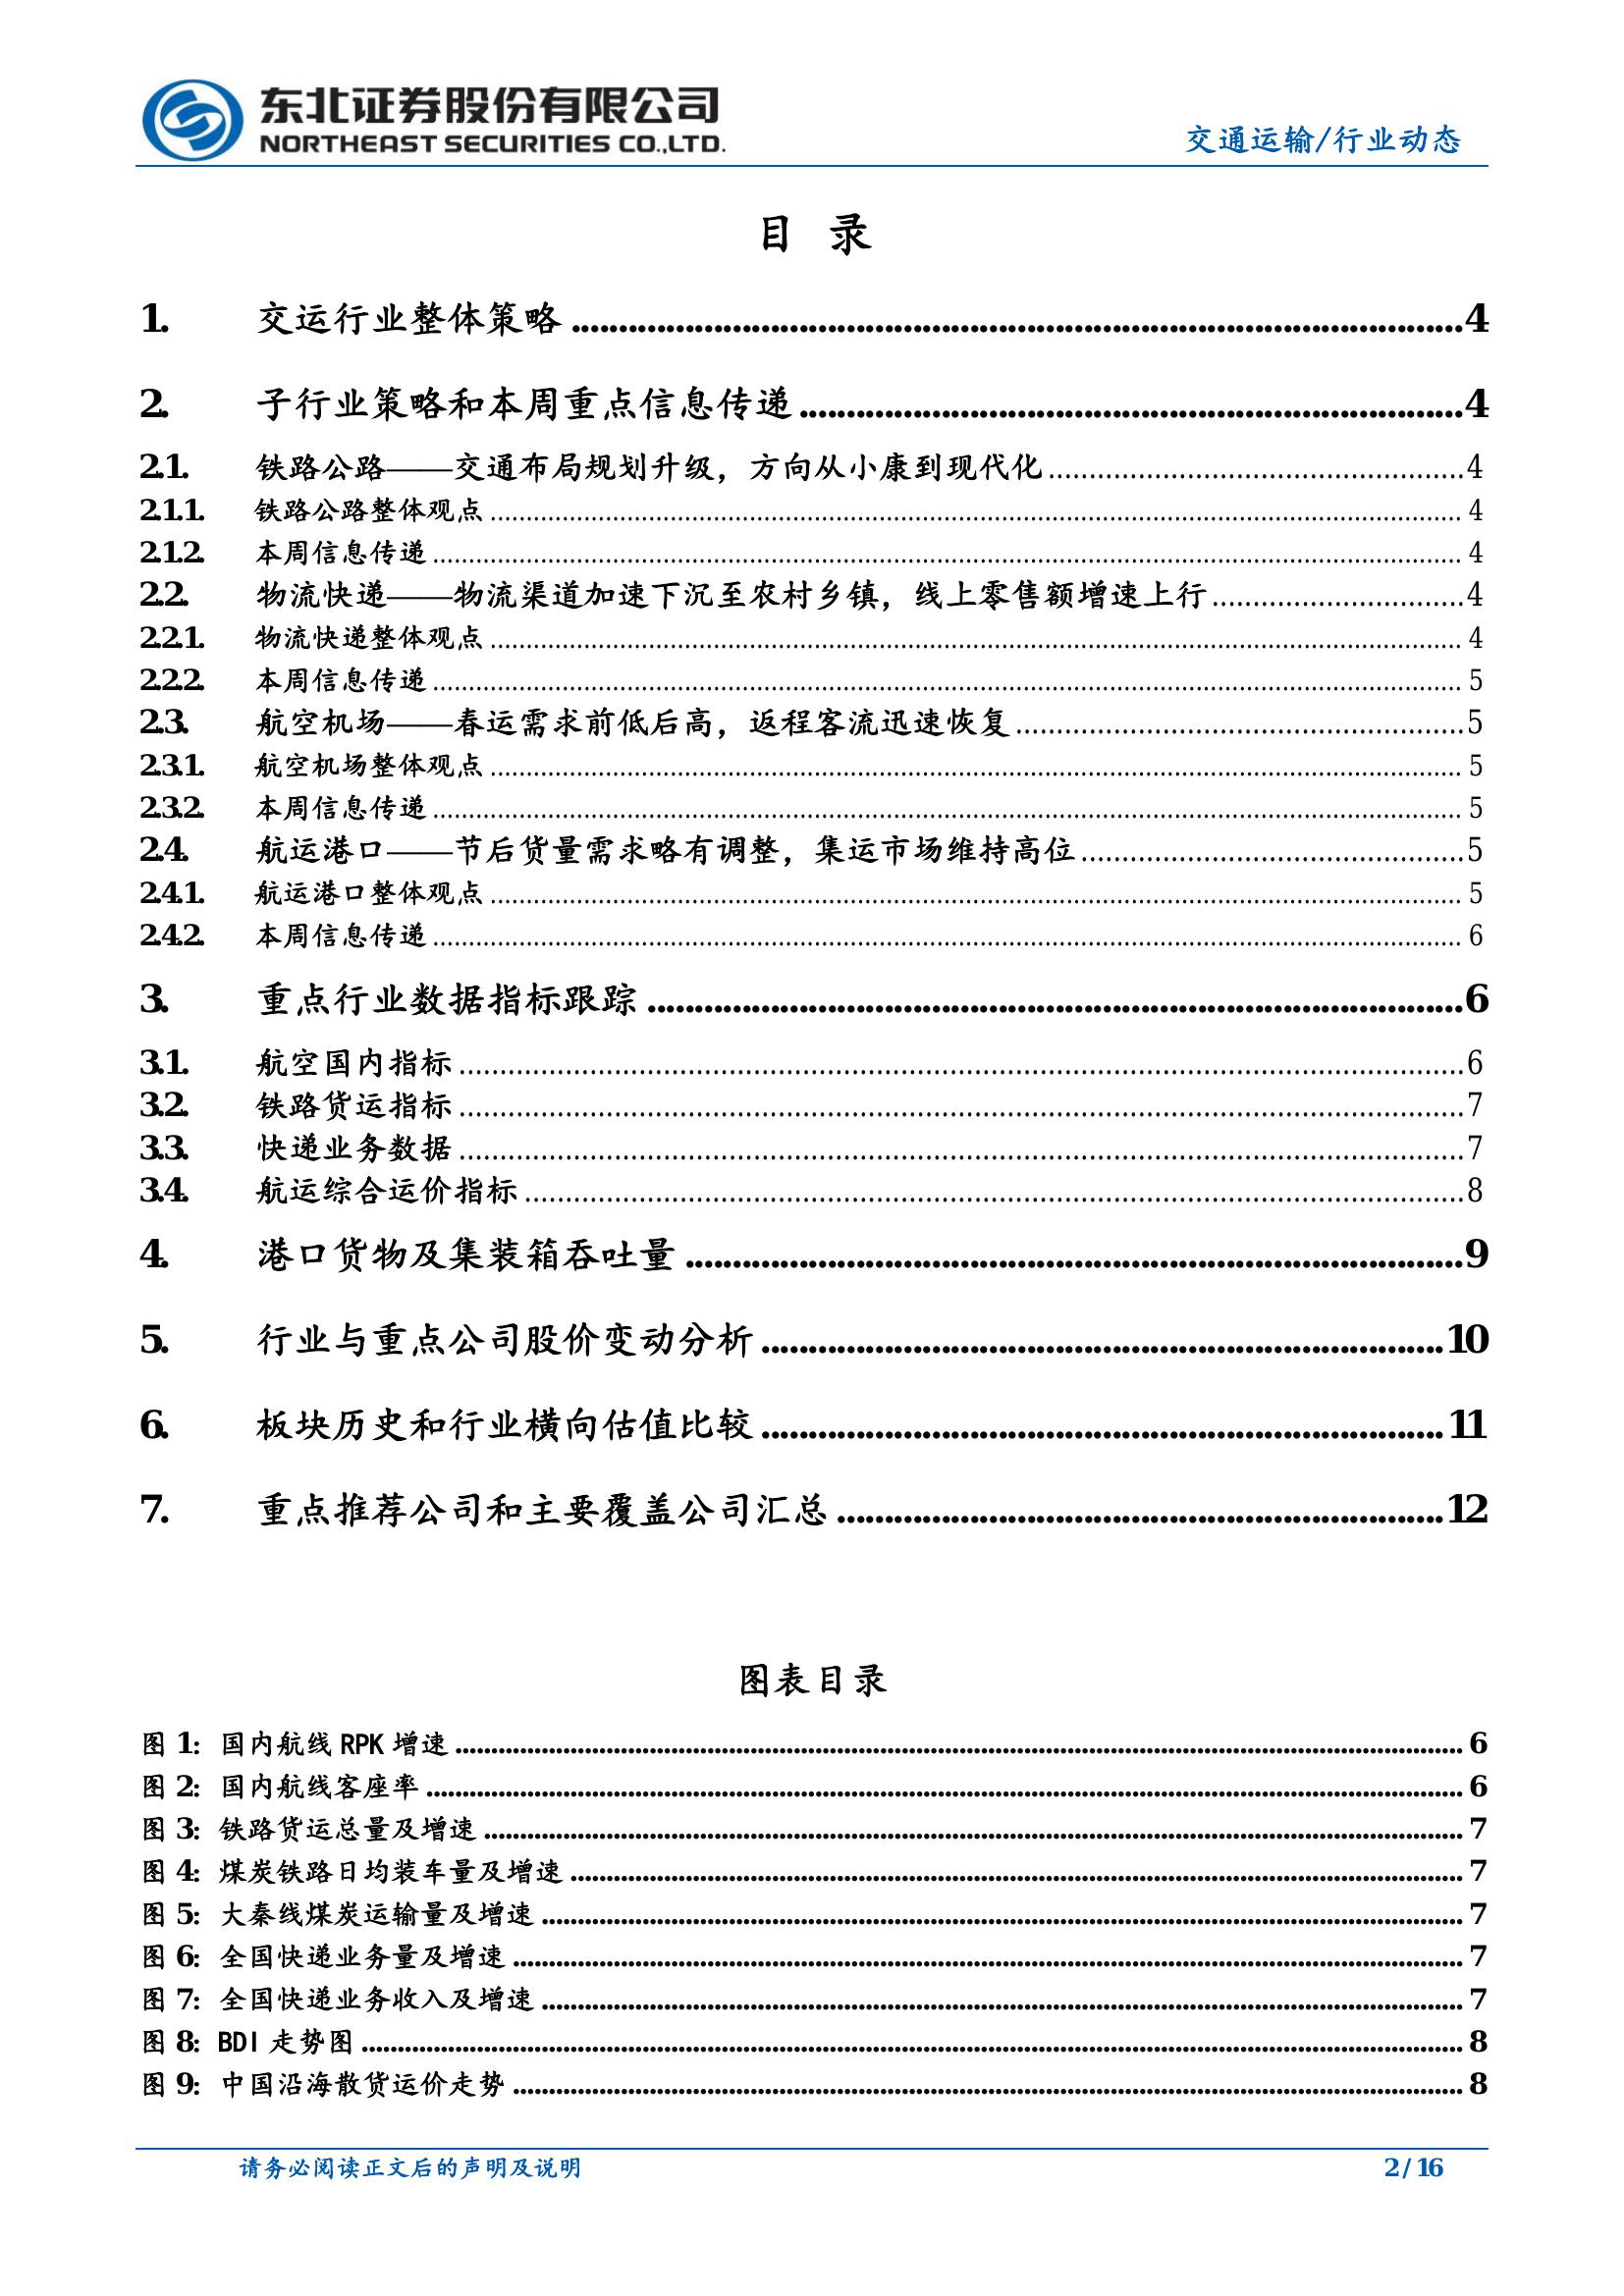 东北证券股份有限公司
NORTHEAST SECURITIES CO.,LTD.
交通运输/行业动态
目 录
1. 交运行业整体策略 ........ 4
2. 子行业策略和本周重点信息传递 ........ 4
2.1. 铁路公路——交通布局规划升级，方向从小康到现代化 ........ 4
2.1.1. 铁路公路整体观点 ........ 4
2.1.2. 本周信息传递 ........ 4
2.2. 物流快递——物流渠道加速下沉至农村乡镇，线上零售额增速上行 ........ 4
2.2.1. 物流快递整体观点 ........ 4
2.2.2. 本周信息传递 ........ 5
2.3. 航空机场——春运需求前低后高，返程客流迅速恢复 ........ 5
2.3.1. 航空机场整体观点 ........ 5
2.3.2. 本周信息传递 ........ 5
2.4. 航运港口——节后货量需求略有调整，集运市场维持高位 ........ 5
2.4.1. 航运港口整体观点 ........ 5
2.4.2. 本周信息传递 ........ 6
3. 重点行业数据指标跟踪 ........ 6
3.1. 航空国内指标 ........ 6
3.2. 铁路货运指标 ........ 7
3.3. 快递业务数据 ........ 7
3.4. 航运综合运价指标 ........ 8
4. 港口货物及集装箱吞吐量 ........ 9
5. 行业与重点公司股价变动分析 ........ 10
6. 板块历史和行业横向估值比较 ........ 11
7. 重点推荐公司和主要覆盖公司汇总 ........ 12
图表目录
图 1: 国内航线 RPK 增速 ........ 6
图 2: 国内航线客座率 ........ 6
图 3: 铁路货运总量及增速 ........ 7
图 4: 煤炭铁路日均装车量及增速 ........ 7
图 5: 大秦线煤炭运输量及增速 ........ 7
图 6: 全国快递业务量及增速 ........ 7
图 7: 全国快递业务收入及增速 ........ 7
图 8: BDI 走势图 ........ 8
图 9: 中国沿海散货运价走势 ........ 8
请务必阅读正文后的声明及说明
2 / 16